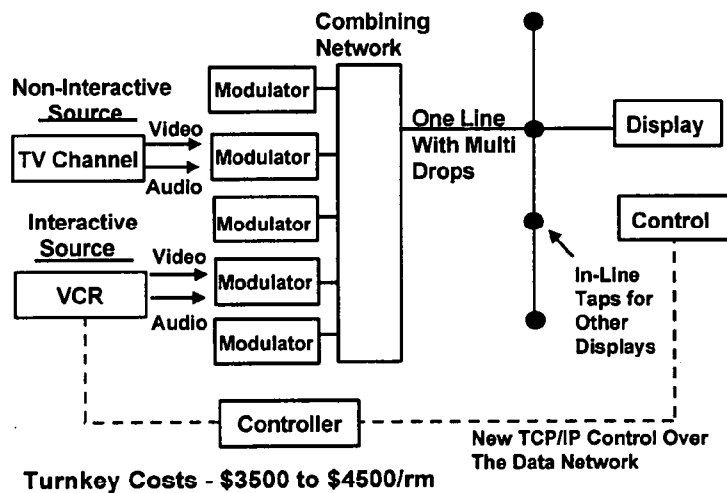 Combining
Network
Non-Interactive
Source
Modulator
Video
TV Channel
Audio
Modulator
One Line
With Multi
Drops
Display
Modulator
Interactive
Source
Control
Video
VCR
Audio
Modulator
In-Line
Taps for
Other
Displays
Modulator
Controller
New TCP/IP Control Over
The Data Network
Turnkey Costs - $3500 to $4500/rm